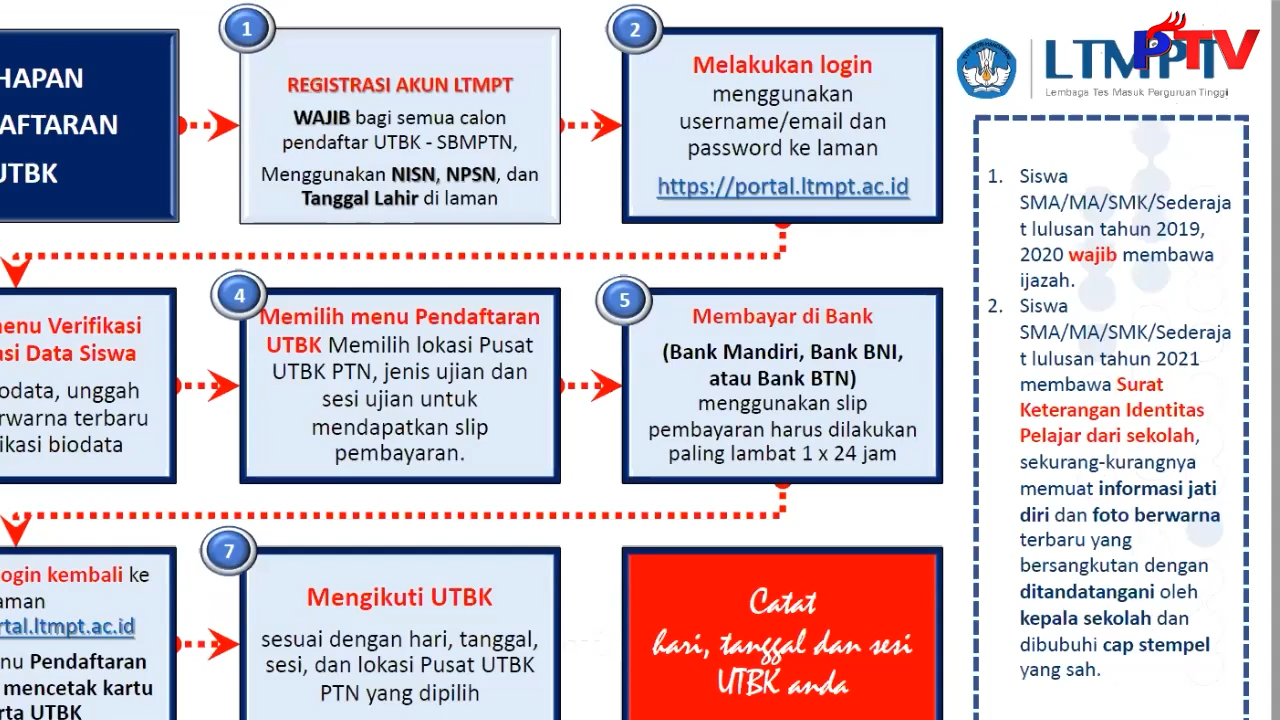 HAPAN
AFTARAN
UTBK
1
REGISTRASI AKUN LTMPT
WAJIB bagi semua calon
pendaftar UTBK - SBMPTN,
Menggunakan NISN, NPSN, dan
Tanggal Lahir di laman
2
Melakukan login
menggunakan
username/email dan
password ke laman
https://portal.ltmpt.ac.id
enu Verifikasi
asi Data Siswa
odata, unggah
rwarna terbaru
ikasi biodata
4
Memilih menu Pendaftaran
UTBK Memilih lokasi Pusat
UTBK PTN, jenis ujian dan
sesi ujian untuk
mendapatkan slip
pembayaran.
5
Membayar di Bank
(Bank Mandiri, Bank BNI,
atau Bank BTN)
menggunakan slip
pembayaran harus dilakukan
paling lambat 1 x 24 jam
ogin kembali ke
aman
rtal.ltmpt.ac.id
nu Pendaftaran
mencetak kartu
rta UTBK
7
Mengikuti UTBK
sesuai dengan hari, tanggal,
sesi, dan lokasi Pusat UTBK
PTN yang dipilih
Catat
hari, tanggal dan sesi
UTBK anda
LTMPT
TV
Lembaga Tes Masuk Perguruan Tinggi
1. Siswa
SMA/MA/SMK/Sederaja
t lulusan tahun 2019,
2020 wajib membawa
ijazah.
2. Siswa
SMA/MA/SMK/Sederaja
t lulusan tahun 2021
membawa Surat
Keterangan Identitas
Pelajar dari sekolah,
sekurang-kurangnya
memuat informasi jati
diri dan foto berwarna
terbaru yang
bersangkutan dengan
ditandatangani oleh
kepala sekolah dan
dibubuhi cap stempel
yang sah.